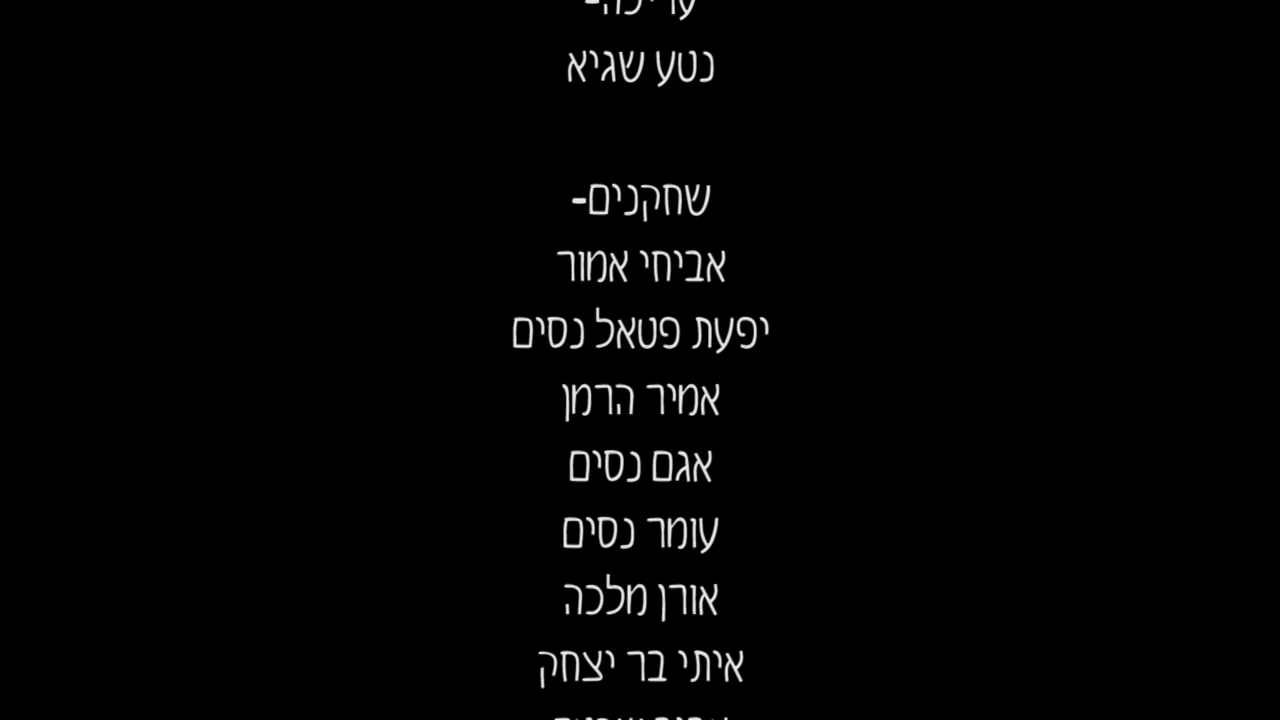 עריכה-
נטע שגיא
שחקנים-
אביחי אמור
יפעת פטאל נסים
אמיר הרמן
אגם נסים
עומר נסים
אורן מלכה
איתי בר יצחק